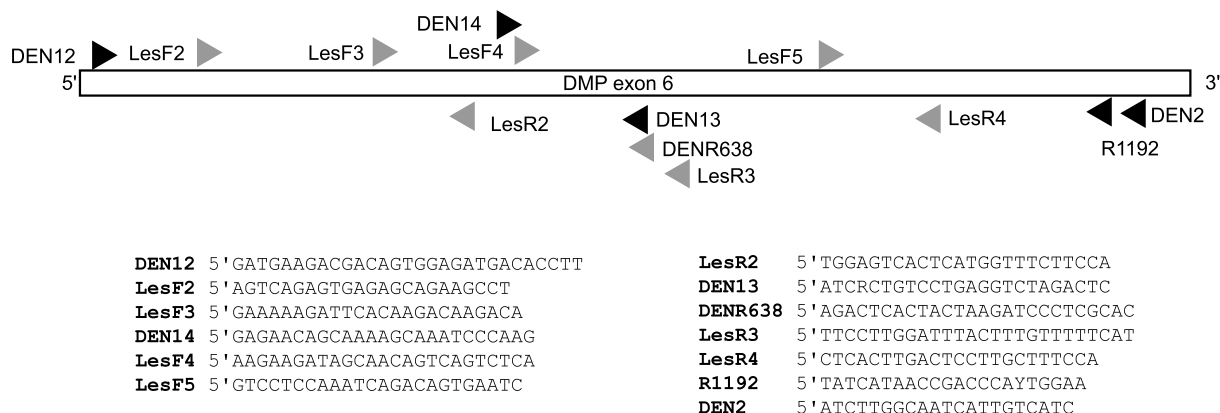 DEN14
DEN12 LesF2 LesF3 LesF4 LesF5
5' DMP exon 6 3'
LesR2 DEN13 LesR4 DEN2
DENR638 R1192
LesR3
DEN12 5'GATGAAGACGACAGTGGAGATGACACCTT
LesF2 5'AGTCAGAGTGAGAGCAGAAGCCT
LesF3 5'GAAAAAGATTCACAAGACAAGACA
DEN14 5'GAGAACAGCAAAAGCAAATCCCAAG
LesF4 5'AAGAAGATAGCAACAGTCAGTCTCA
LesF5 5'GTCCTCCAAATCAGACAGTGAATC
LesR2 5'TGGAGTCACTCATGGTTTCTTCCA
DEN13 5'ATCRCTGTCCTGAGGTCTAGACTC
DENR638 5'AGACTCACTACTAAGATCCCTCGCAC
LesR3 5'TTCCTTGGATTTACTTTGTTTTTCAT
LesR4 5'CTCACTTGACTCCTTGCTTTCCA
R1192 5'TATCATAACCGACCCAYTGGAA
DEN2 5'ATCTTGGCAATCATTGTCATC